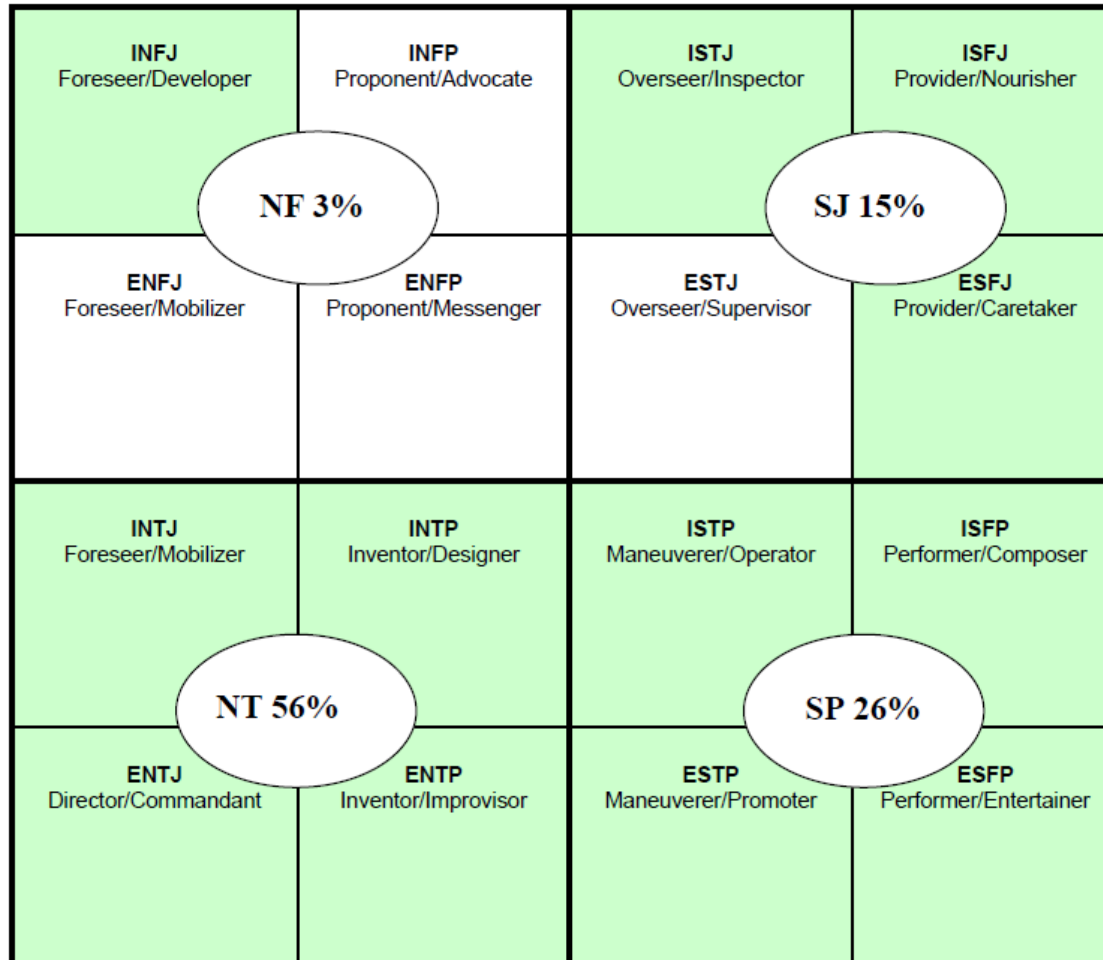 INFJ
Foreseer/Developer
INFP
Proponent/Advocate
ISTJ
Overseer/Inspector
ISFJ
Provider/Nourisher
NF 3%
SJ 15%
ENFJ
Foreseer/Mobilizer
ENFP
Proponent/Messenger
ESTJ
Overseer/Supervisor
ESFJ
Provider/Caretaker
INTJ
Foreseer/Mobilizer
INTP
Inventor/Designer
ISTP
Maneuverer/Operator
ISFP
Performer/Composer
NT 56%
SP 26%
ENTJ
Director/Commandant
ENTP
Inventor/Improvisor
ESTP
Maneuverer/Promoter
ESFP
Performer/Entertainer